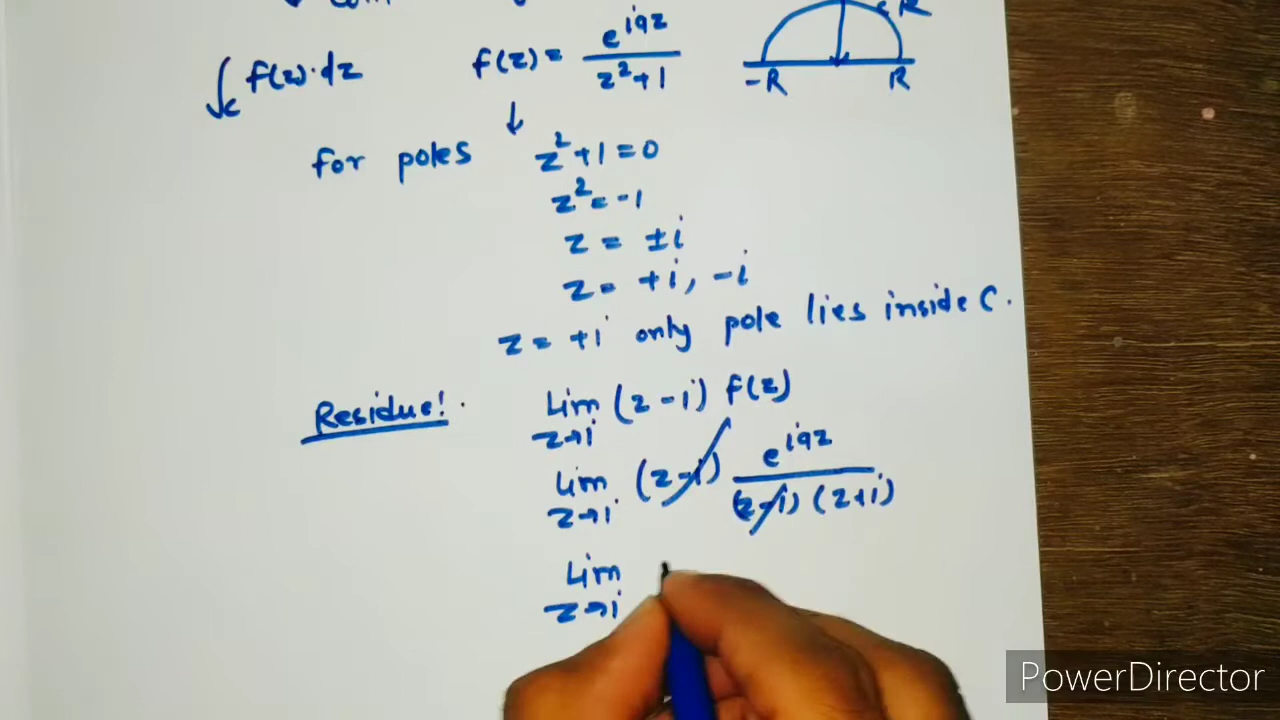 ∫c f(z)·dz f(z) = e^iaz / z²+1
CR
-R R
for poles z²+1=0
z² = -1
z = ±i
z = +i, -i
z = +i only pole lies inside C.
Residue:. Lim z→i (z-i) f(z)
Lim z→i (z-i) e^iaz / (z-i) (z+i)
Lim z→i
PowerDirector